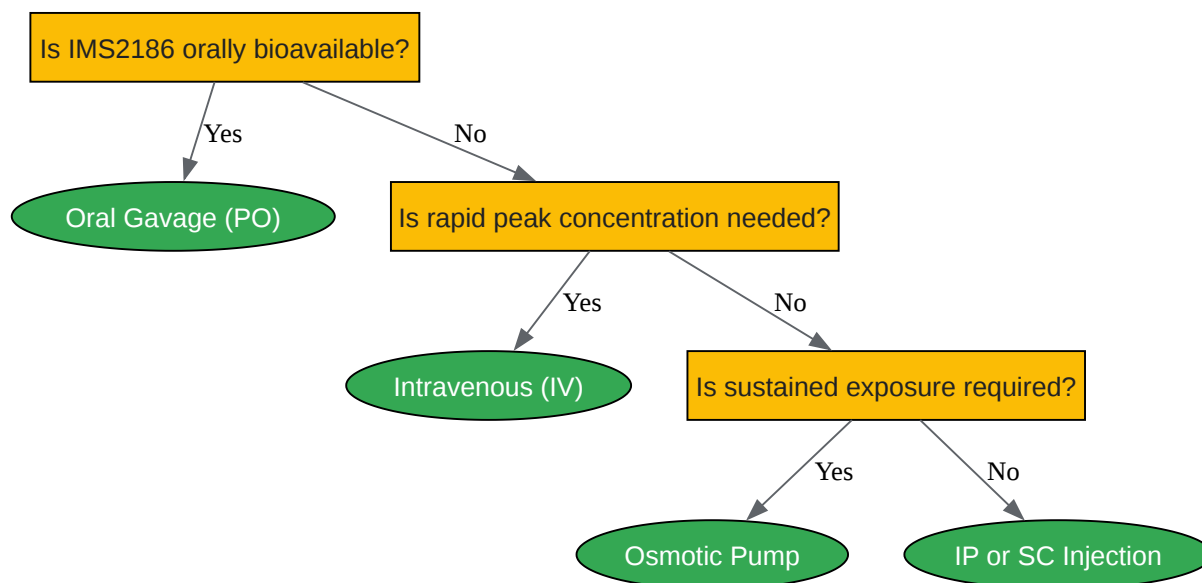 Is IMS2186 orally bioavailable?
Yes
No
Oral Gavage (PO)
Is rapid peak concentration needed?
Yes
No
Intravenous (IV)
Is sustained exposure required?
Yes
No
Osmotic Pump
IP or SC Injection